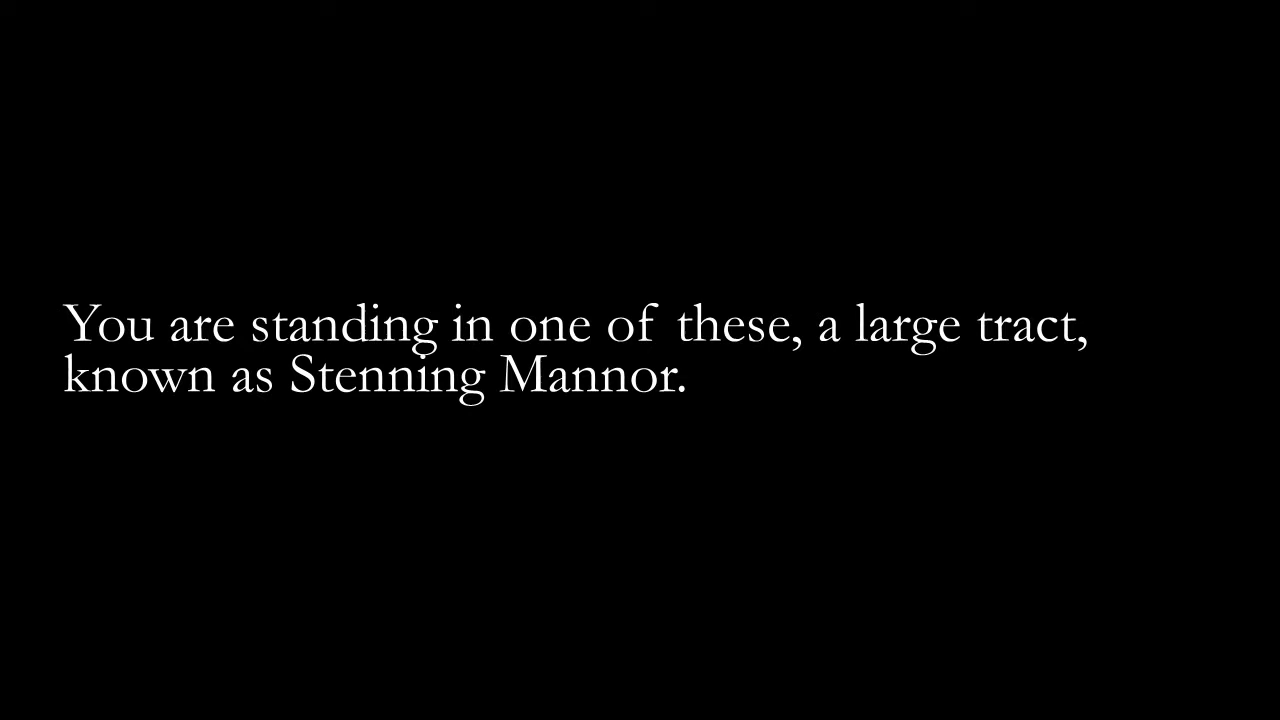 You are standing in one of these, a large tract,
known as Stenning Mannor.